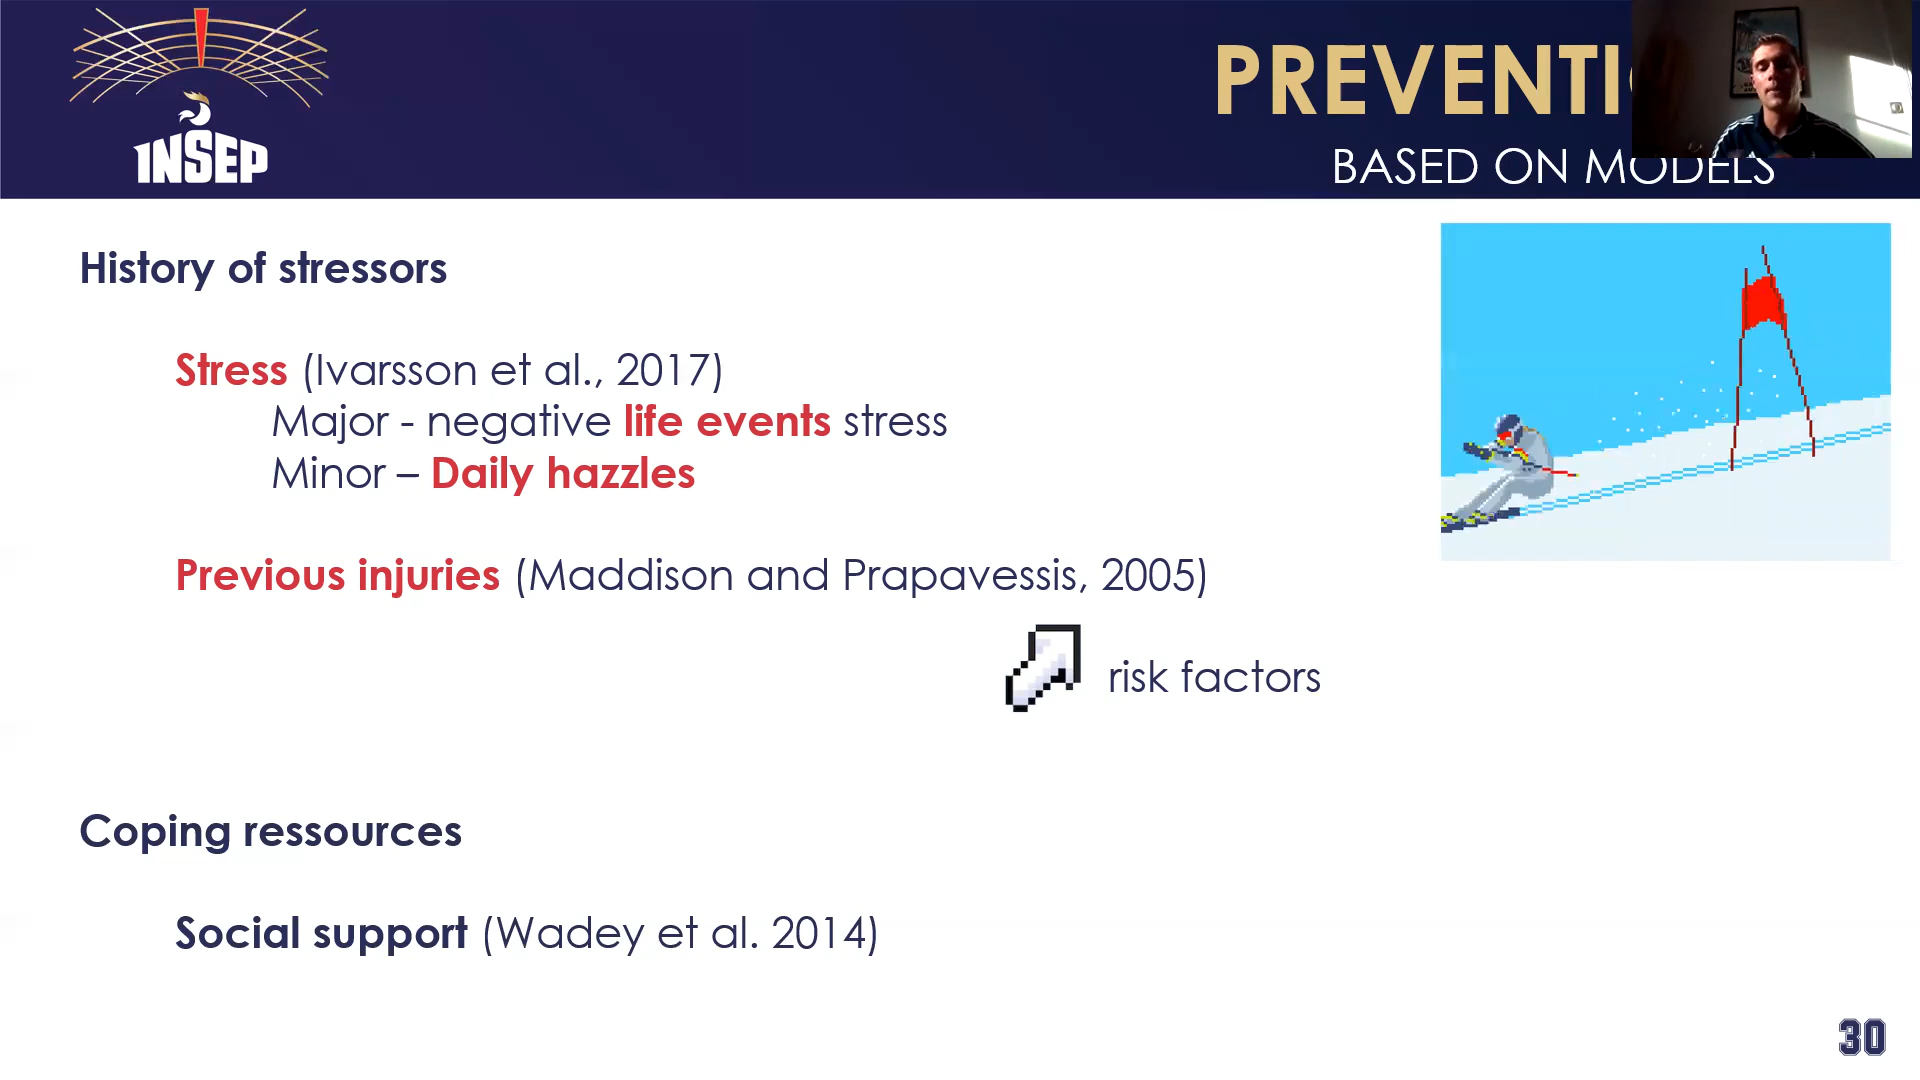 INSEP
PREVENTI
BASED ON MODELS
History of stressors
Stress (Ivarsson et al., 2017)
Major - negative life events stress
Minor – Daily hazzles
Previous injuries (Maddison and Prapavessis, 2005)
risk factors
Coping ressources
Social support (Wadey et al. 2014)
30